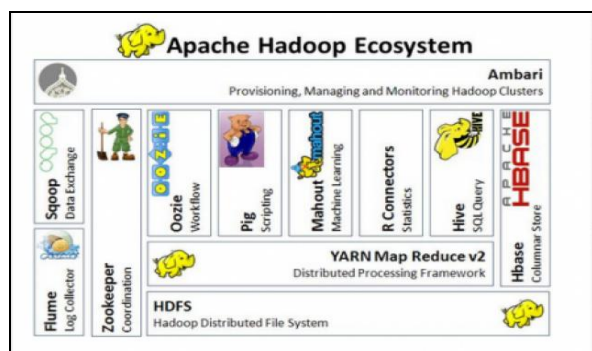 Apache Hadoop Ecosystem
Ambari
Provisioning, Managing and Monitoring Hadoop Clusters
Sqoop
Data Exchange
Flume
Log Collector
Zookeeper
Coordination
OOZIE
Oozie
Workflow
Pig
Scripting
mahout
Mahout
Machine Learning
R Connectors
Statistics
HIVE
Hive
SQL Query
APACHE
HBASE
Hbase
Columnar Store
YARN Map Reduce v2
Distributed Processing Framework
HDFS
Hadoop Distributed File System